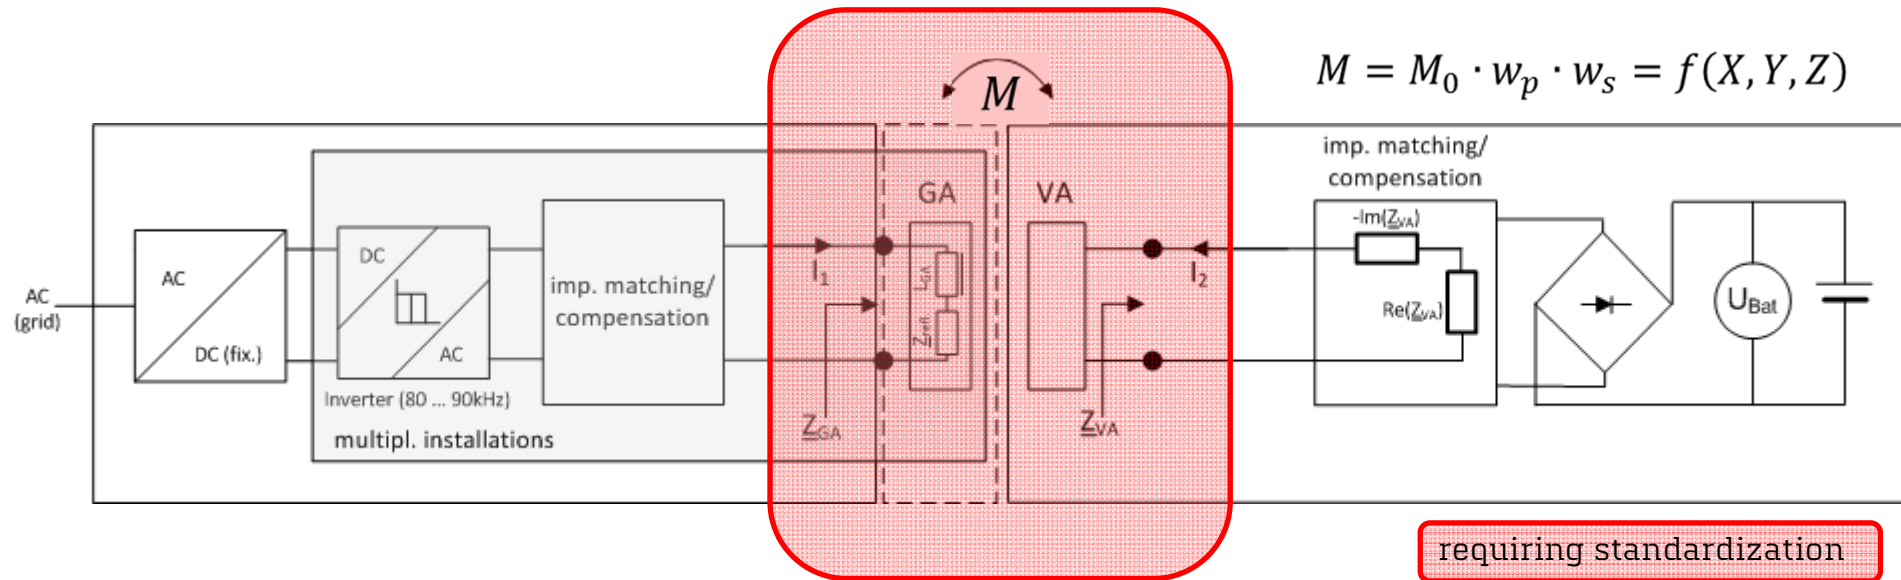 M = M₀ · wₚ · wₛ = f(X, Y, Z)
M
imp. matching/
compensation
GA
VA
-Im(Z_VA)
DC
AC
I₁
L_GA
I₂
imp. matching/
compensation
AC
(grid)
Re(Z_VA)
U_Bat
Z_refl
DC (fix.)
AC
Inverter (80 ... 90kHz)
Z_GA
Z_VA
multipl. installations
requiring standardization